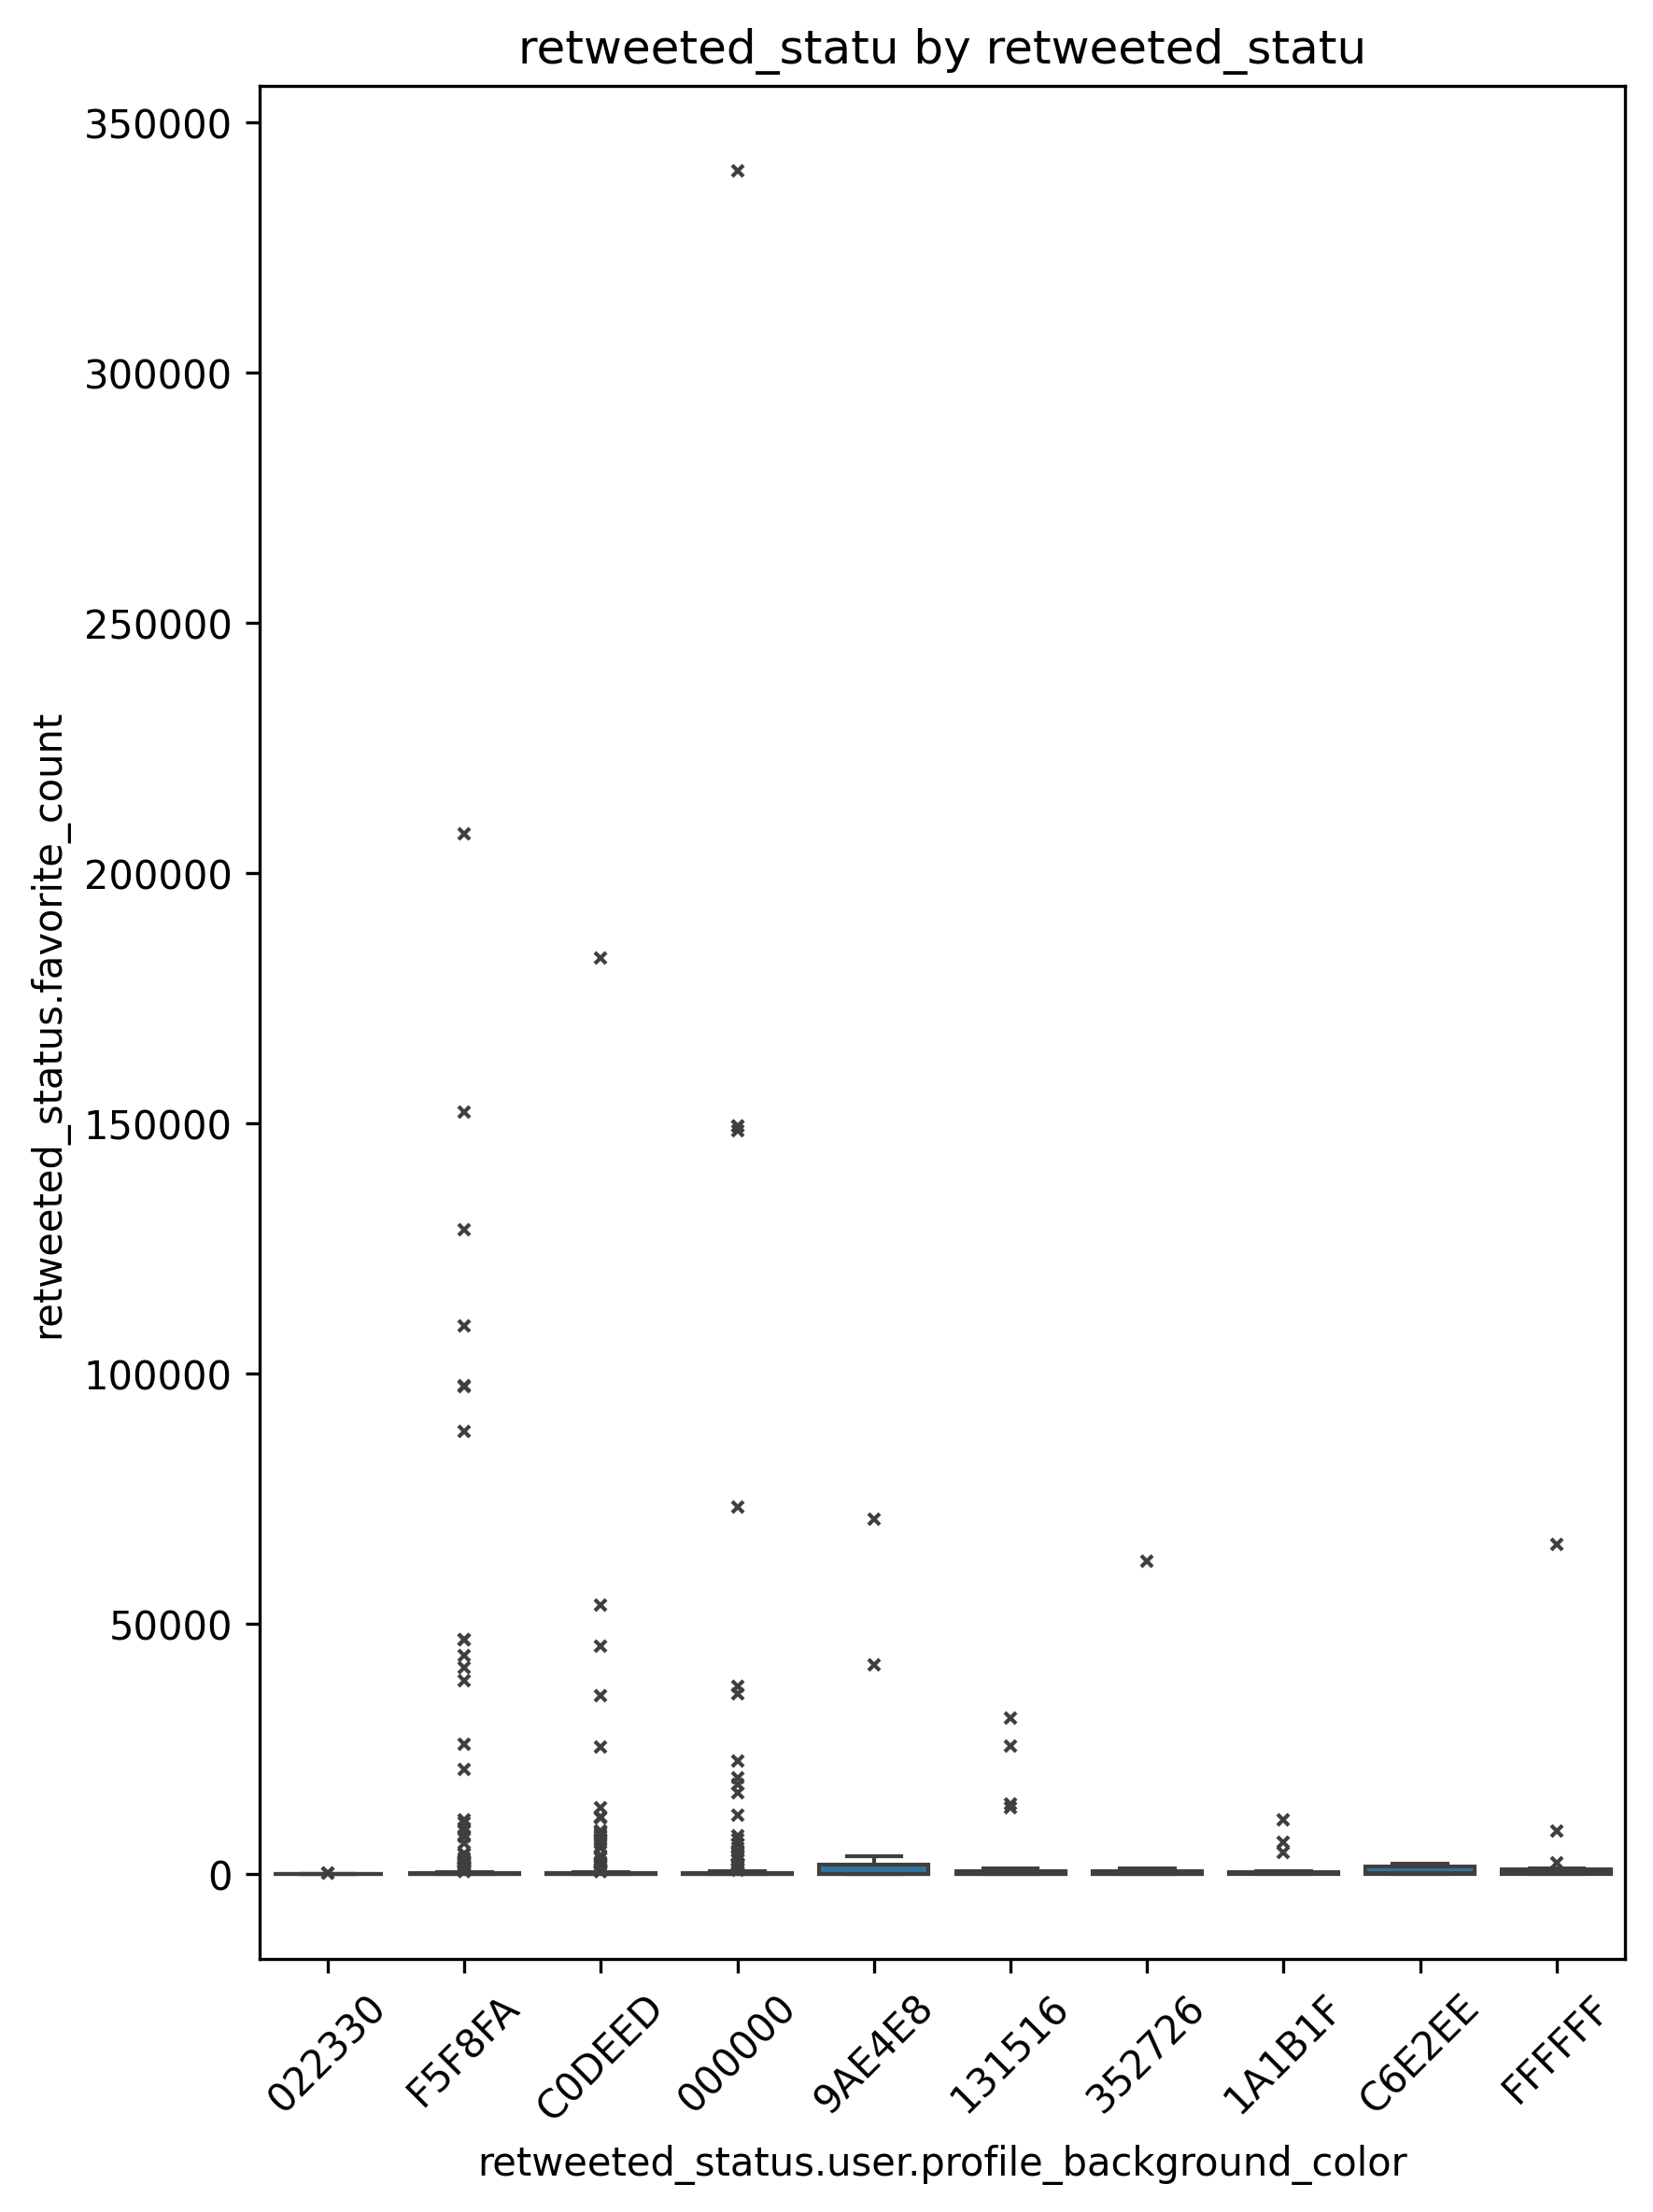 retweeted_statu by retweeted_statu
350000
300000
250000
200000
150000
100000
50000
0
retweeted_status.favorite_count
022330
F5F8FA
C0DEED
000000
9AE4E8
131516
352726
1A1B1F
C6E2EE
FFFFFF
retweeted_status.user.profile_background_color